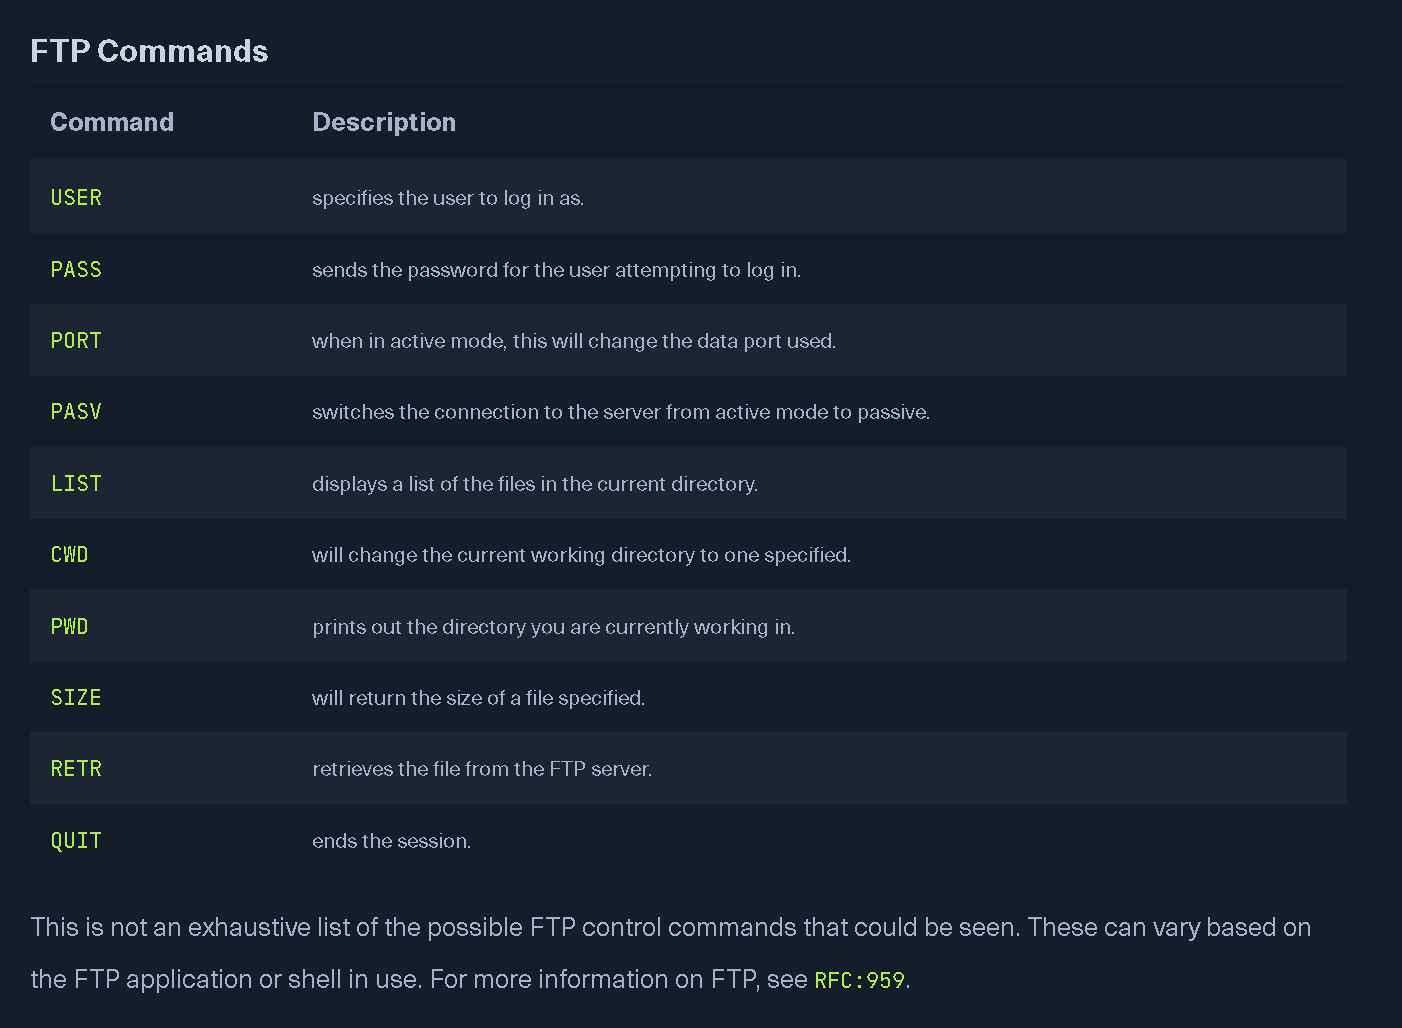 FTP Commands
Command Description
USER specifies the user to log in as.
PASS sends the password for the user attempting to log in.
PORT when in active mode, this will change the data port used.
PASV switches the connection to the server from active mode to passive.
LIST displays a list of the files in the current directory.
CWD will change the current working directory to one specified.
PWD prints out the directory you are currently working in.
SIZE will return the size of a file specified.
RETR retrieves the file from the FTP server.
QUIT ends the session.
This is not an exhaustive list of the possible FTP control commands that could be seen. These can vary based on
the FTP application or shell in use. For more information on FTP, see RFC:959.